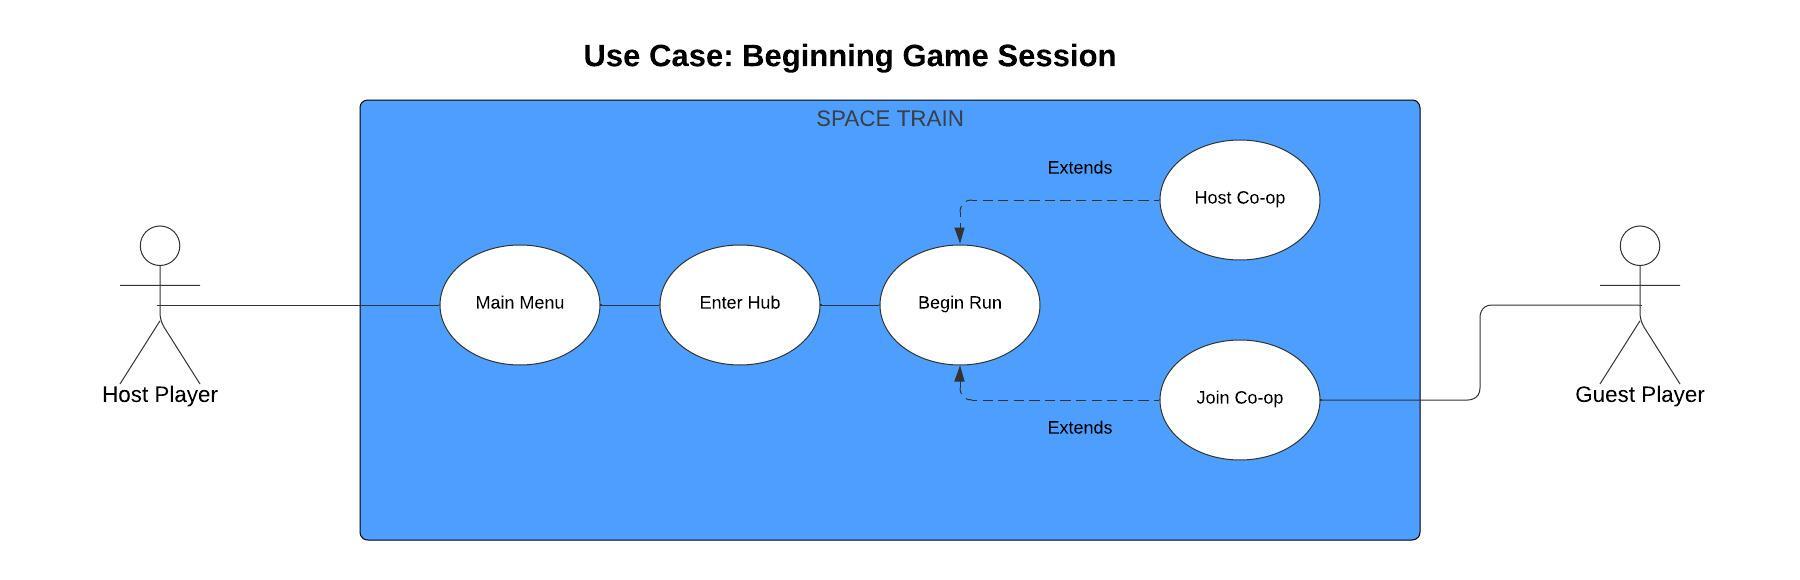 Use Case: Beginning Game Session
SPACE TRAIN
Extends
Host Co-op
Main Menu
Enter Hub
Begin Run
Host Player
Guest Player
Join Co-op
Extends